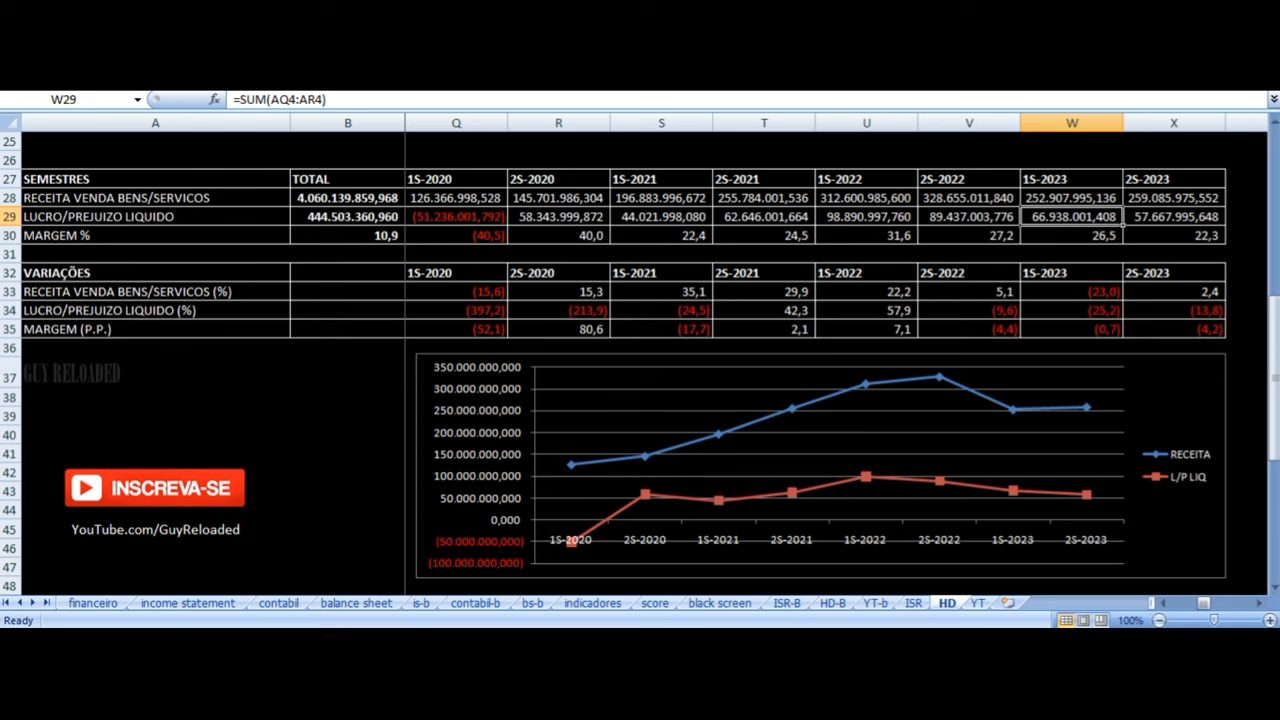 W29 fx =SUM(AQ4:AR4)
A B Q R S T U V W X
25
26
27 SEMESTRES TOTAL 1S-2020 2S-2020 1S-2021 2S-2021 1S-2022 2S-2022 1S-2023 2S-2023
28 RECEITA VENDA BENS/SERVICOS 4.060.139.859,968 126.366.998,528 145.701.986,304 196.883.996,672 255.784.001,536 312.600.985,600 328.655.011,840 252.907.995,136 259.085.975,552
29 LUCRO/PREJUIZO LIQUIDO 444.503.360,960 (51.236.001,792) 58.343.999,872 44.021.998,080 62.646.001,664 98.890.997,760 89.437.003,776 66.938.001,408 57.667.995,648
30 MARGEM % 10,9 (40,5) 40,0 22,4 24,5 31,6 27,2 26,5 22,3
31
32 VARIAÇÕES 1S-2020 2S-2020 1S-2021 2S-2021 1S-2022 2S-2022 1S-2023 2S-2023
33 RECEITA VENDA BENS/SERVICOS (%) (15,6) 15,3 35,1 29,9 22,2 5,1 (23,0) 2,4
34 LUCRO/PREJUIZO LIQUIDO (%) (397,2) (213,9) (24,5) 42,3 57,9 (9,6) (25,2) (13,8)
35 MARGEM (P.P.) (52,1) 80,6 (17,7) 2,1 7,1 (4,4) (0,7) (4,2)
36
37 GUY RELOADED
38
39
40
41
42
43
44
45
46
47
48
INSCREVA-SE
YouTube.com/GuyReloaded
350.000.000,000
300.000.000,000
250.000.000,000
200.000.000,000
150.000.000,000
100.000.000,000
50.000.000,000
0,000
(50.000.000,000)
(100.000.000,000)
1S-2020 2S-2020 1S-2021 2S-2021 1S-2022 2S-2022 1S-2023 2S-2023
RECEITA
L/P LIQ
financeiro income statement contabil balance sheet is-b contabil-b bs-b indicadores score black screen ISR-B HD-B YT-b ISR HD YT
Ready 100%